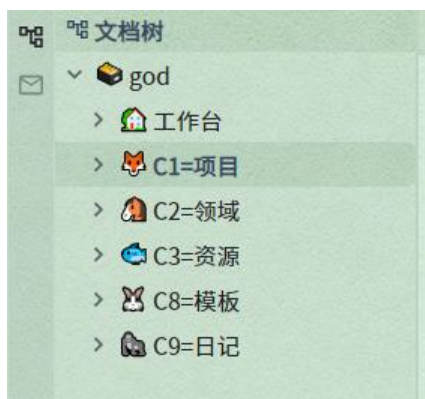 文档树
god
工作台
C1=项目
C2=领域
C3=资源
C8=模板
C9=日记